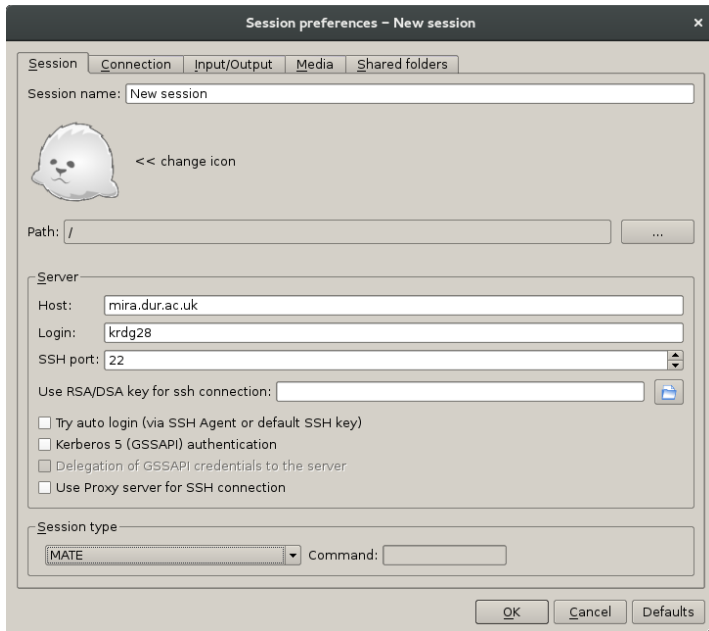 Session preferences – New session ×
Session Connection Input/Output Media Shared folders
Session name: New session
<< change icon
Path: / ...
Server
Host: mira.dur.ac.uk
Login: krdg28
SSH port: 22
Use RSA/DSA key for ssh connection:
Try auto login (via SSH Agent or default SSH key)
Kerberos 5 (GSSAPI) authentication
Delegation of GSSAPI credentials to the server
Use Proxy server for SSH connection
Session type
MATE Command:
OK Cancel Defaults